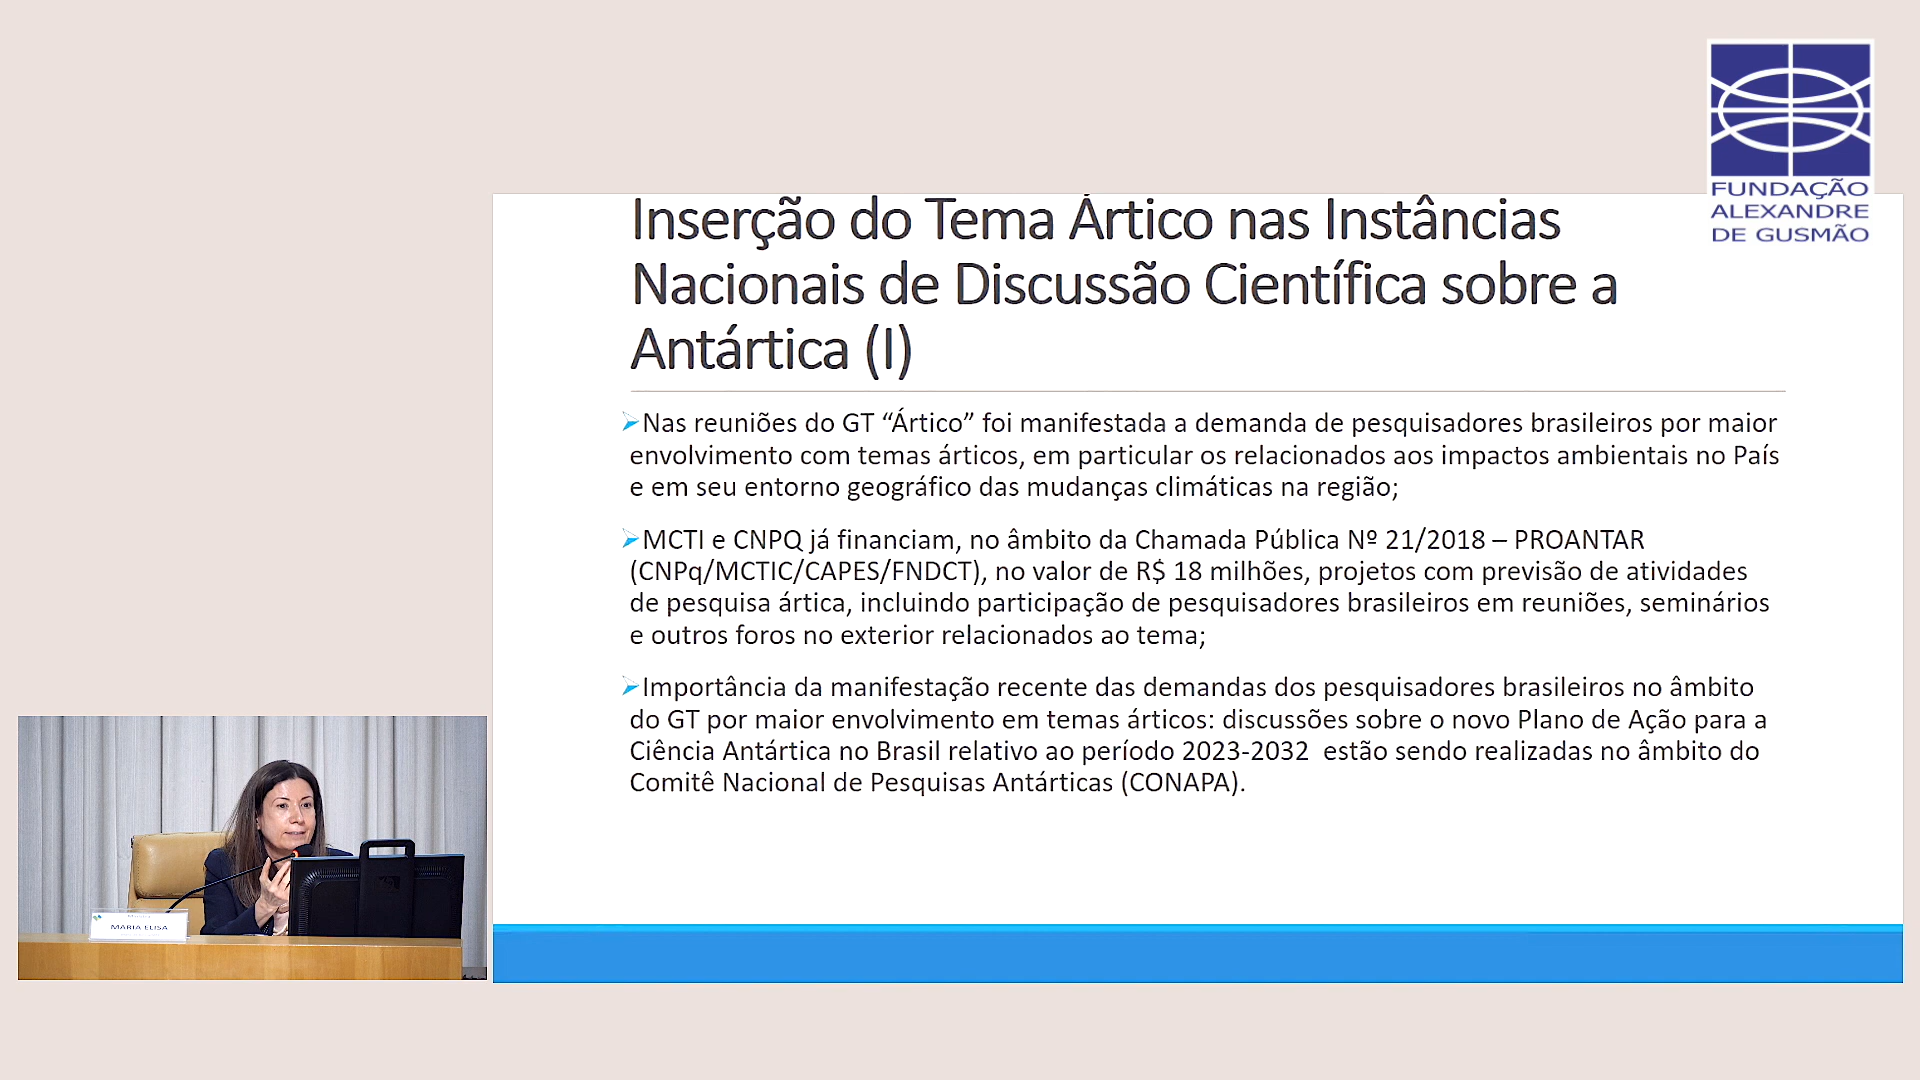 FUNDAÇÃO
ALEXANDRE
DE GUSMÃO
Inserção do Tema Ártico nas Instâncias
Nacionais de Discussão Científica sobre a
Antártica (I)
Nas reuniões do GT “Ártico” foi manifestada a demanda de pesquisadores brasileiros por maior
envolvimento com temas árticos, em particular os relacionados aos impactos ambientais no País
e em seu entorno geográfico das mudanças climáticas na região;
MCTI e CNPQ já financiam, no âmbito da Chamada Pública Nº 21/2018 – PROANTAR
(CNPq/MCTIC/CAPES/FNDCT), no valor de R$ 18 milhões, projetos com previsão de atividades
de pesquisa ártica, incluindo participação de pesquisadores brasileiros em reuniões, seminários
e outros foros no exterior relacionados ao tema;
Importância da manifestação recente das demandas dos pesquisadores brasileiros no âmbito
do GT por maior envolvimento em temas árticos: discussões sobre o novo Plano de Ação para a
Ciência Antártica no Brasil relativo ao período 2023-2032 estão sendo realizadas no âmbito do
Comitê Nacional de Pesquisas Antárticas (CONAPA).
MARIA ELISA